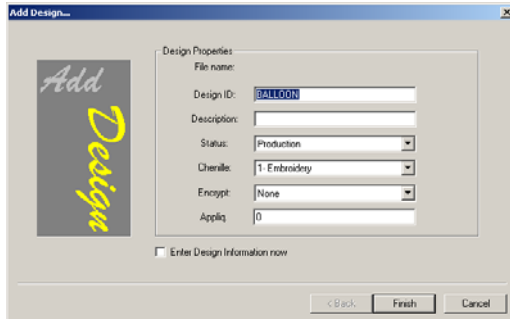 Add Design...
Add
Design
Design Properties
File name:
Design ID: BALLOON
Description:
Status: Production
Chenille: 1- Embroidery
Encrypt: None
Appliq 0
Enter Design Information now
< Back Finish Cancel